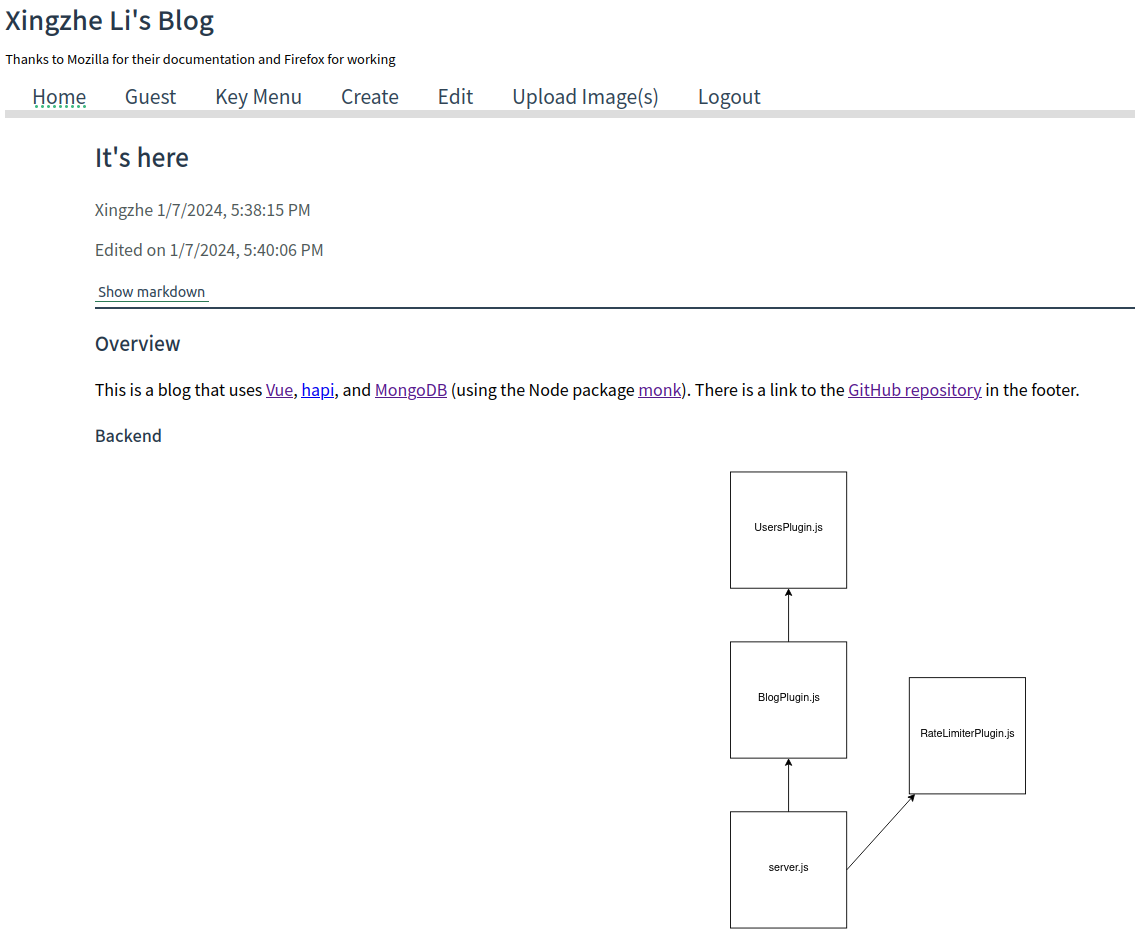 Xingzhe Li's Blog
Thanks to Mozilla for their documentation and Firefox for working
Home Guest Key Menu Create Edit Upload Image(s) Logout
It's here
Xingzhe 1/7/2024, 5:38:15 PM
Edited on 1/7/2024, 5:40:06 PM
Show markdown
Overview
This is a blog that uses Vue, hapi, and MongoDB (using the Node package monk). There is a link to the GitHub repository in the footer.
Backend
UsersPlugin.js
BlogPlugin.js
RateLimiterPlugin.js
server.js